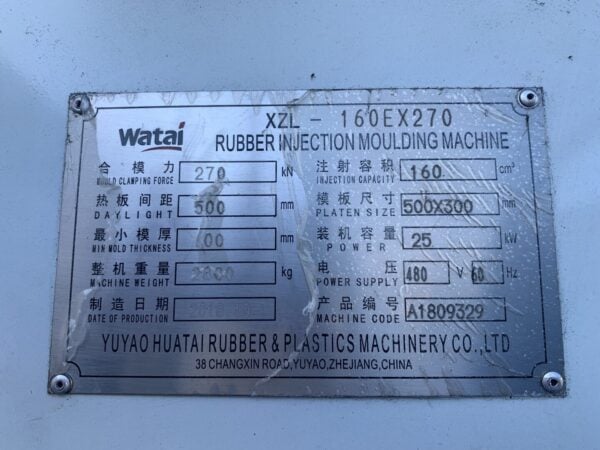 Watai
XZL - 160EX270
RUBBER INJECTION MOULDING MACHINE
合模力 270 kN 注射容积 160 cm³
MOULD CLAMPING FORCE INJECTION CAPACITY
热板间距 500 mm 模板尺寸 500X300 mm
DAYLIGHT PLATEN SIZE
最小模厚 mm 装机容量 25 kW
MIN MOLD THICKNESS POWER
整机重量 kg 电压 480 V 60 Hz
MACHINE WEIGHT POWER SUPPLY
制造日期 产品编号 A1809329
DATE OF PRODUCTION MACHINE CODE
YUYAO HUATAI RUBBER & PLASTICS MACHINERY CO.,LTD
38 CHANGXIN ROAD,YUYAO,ZHEJIANG,CHINA